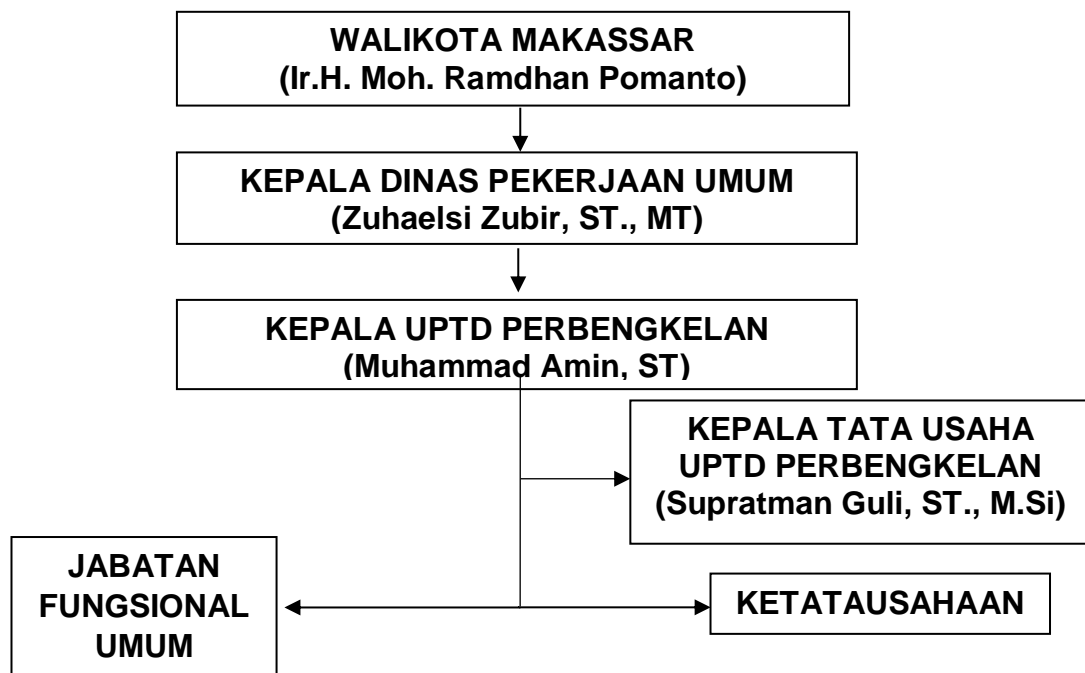 WALIKOTA MAKASSAR
(Ir.H. Moh. Ramdhan Pomanto)
KEPALA DINAS PEKERJAAN UMUM
(Zuhaelsi Zubir, ST., MT)
KEPALA UPTD PERBENGKELAN
(Muhammad Amin, ST)
KEPALA TATA USAHA
UPTD PERBENGKELAN
(Supratman Guli, ST., M.Si)
JABATAN
FUNGSIONAL
UMUM
KETATAUSAHAAN